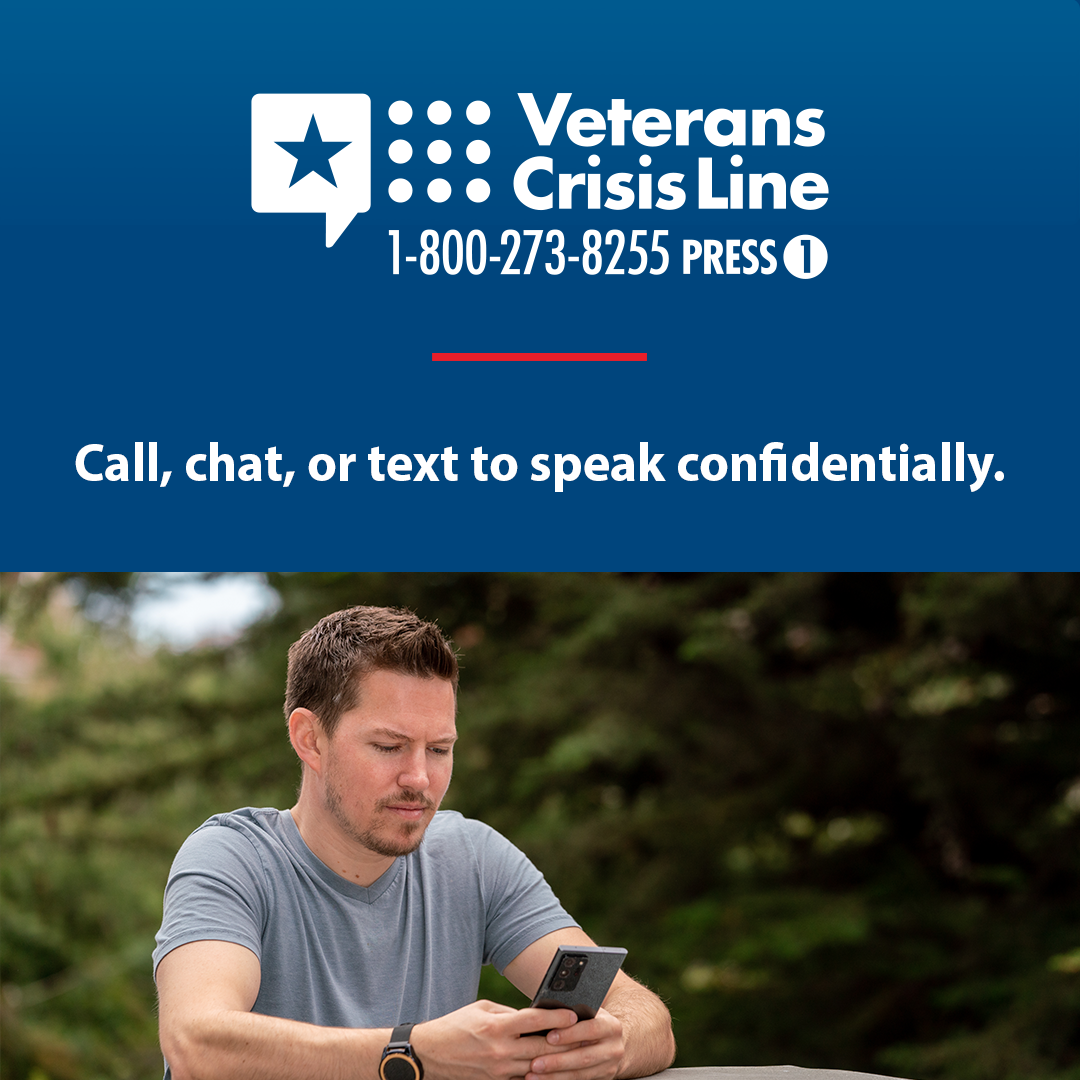 Veterans
Crisis Line
1-800-273-8255 PRESS 1
Call, chat, or text to speak confidentially.